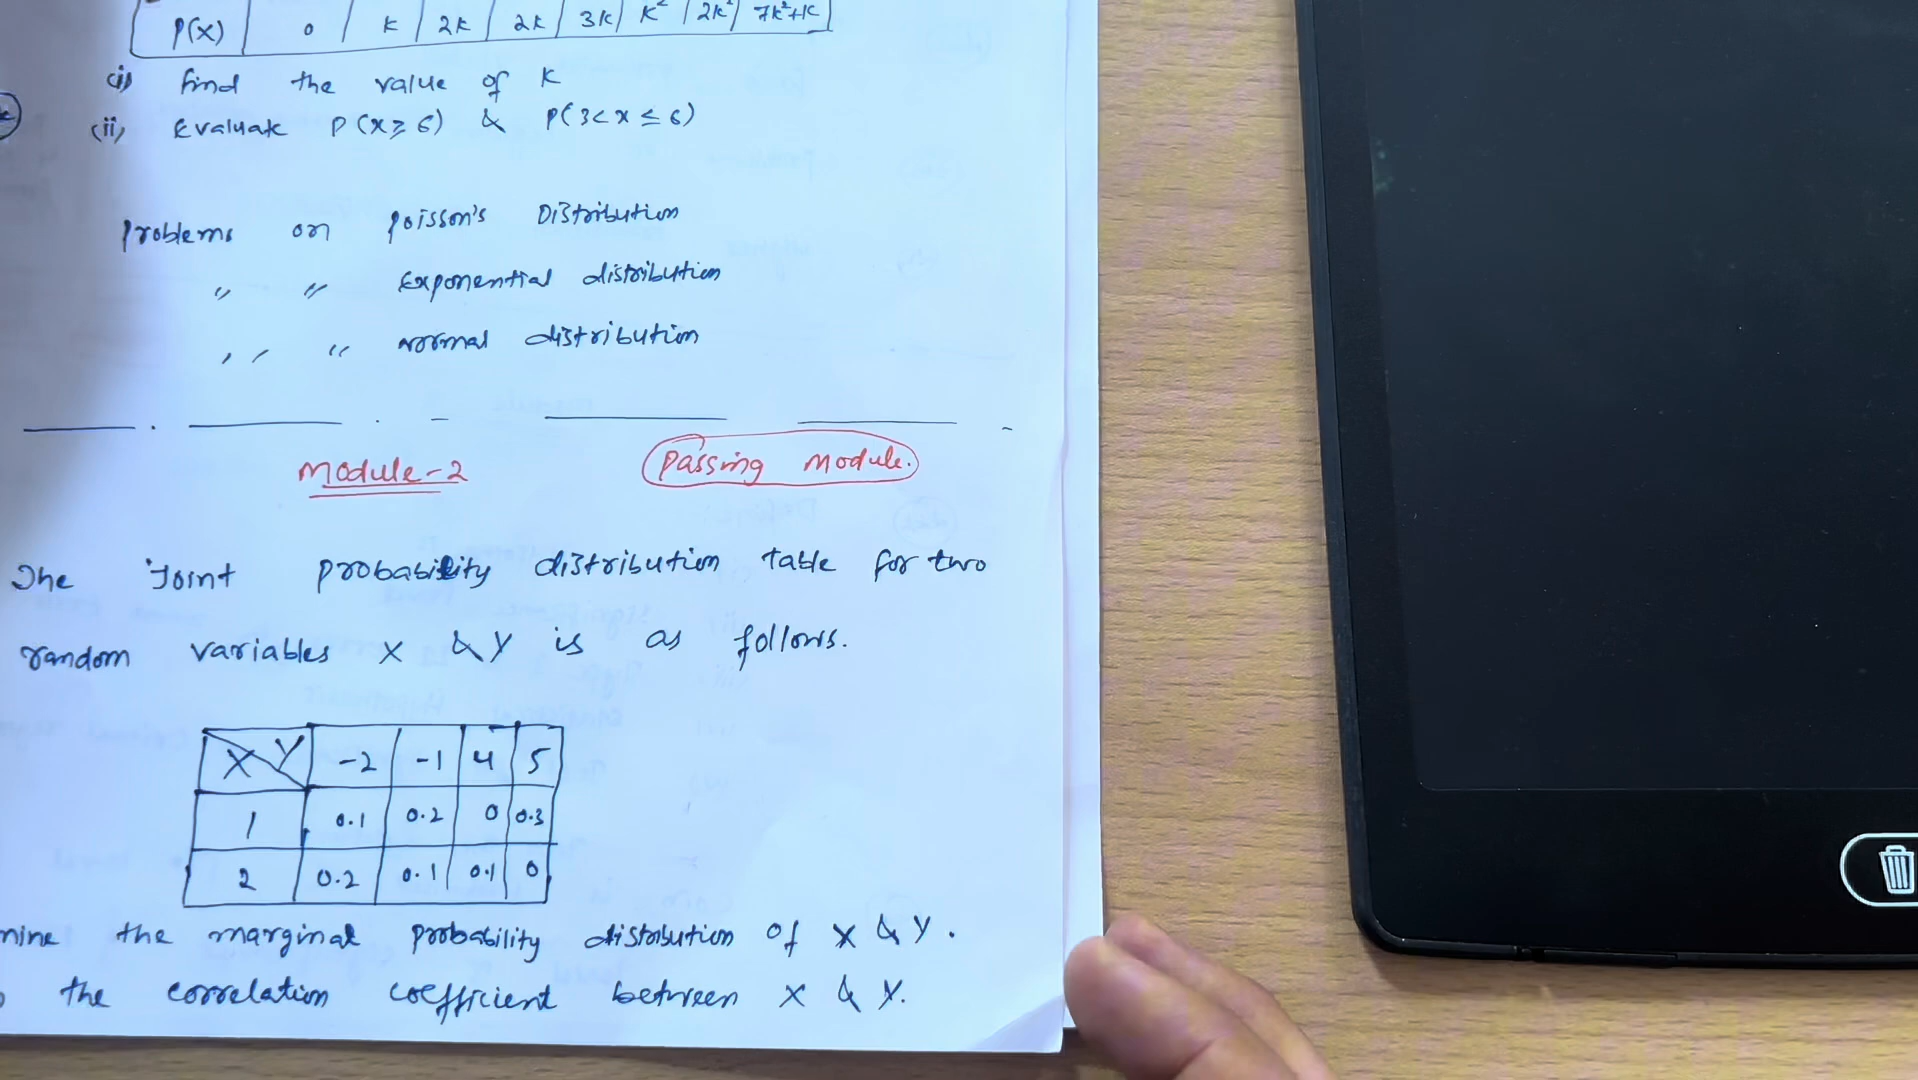 P(X) 0 k 2k 2k 3k k² 2k² 7k²+k
(i) find the value of k
(ii) Evaluate P(x≥6) & P(3<x≤6)
problems on poisson's Distribution
" " Exponential distribution
" " normal distribution
Module-2 Passing Module.
The Joint probability distribution table for two
random variables X & Y is as follows.
X Y -2 -1 4 5
1 0.1 0.2 0 0.3
2 0.2 0.1 0.1 0
mine the marginal probability distribution of X & Y.
the correlation coefficient between X & Y.